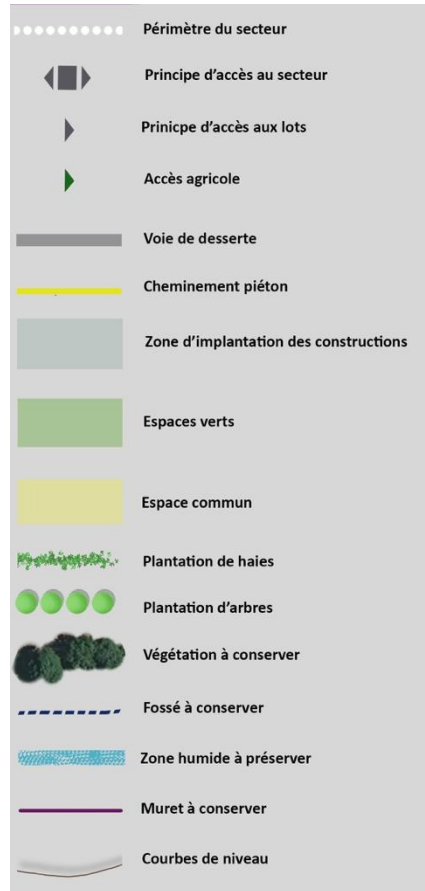 Périmètre du secteur
Principe d'accès au secteur
Prinicpe d'accès aux lots
Accès agricole
Voie de desserte
Cheminement piéton
Zone d'implantation des constructions
Espaces verts
Espace commun
Plantation de haies
Plantation d'arbres
Végétation à conserver
Fossé à conserver
Zone humide à préserver
Muret à conserver
Courbes de niveau